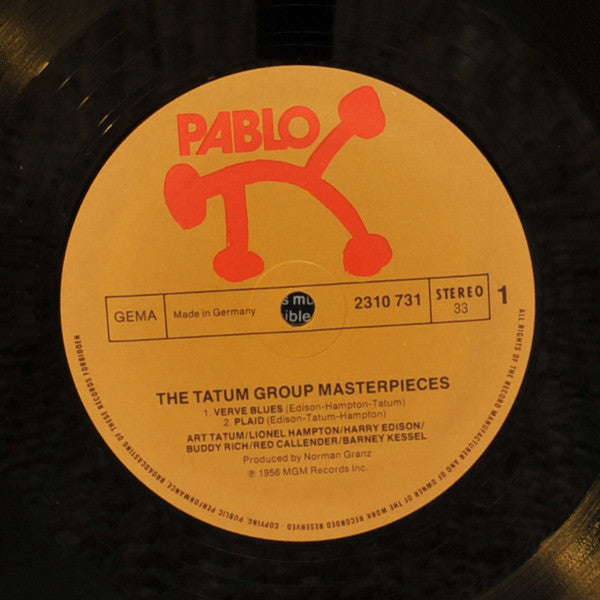 PABLO
GEMA
Made in Germany
s mu
ible
2310 731
STEREO
33
1
THE TATUM GROUP MASTERPIECES
1. VERVE BLUES (Edison-Hampton-Tatum)
2. PLAID (Edison-Tatum-Hampton)
ART TATUM/LIONEL HAMPTON/HARRY EDISON/
BUDDY RICH/RED CALLENDER/BARNEY KESSEL
Produced by Norman Granz
℗ 1956 MGM Records Inc.
ALL RIGHTS OF THE RECORD MANUFACTURER AND OF OWNER OF THE WORK RECORDED RESERVED · COPYING, PUBLIC PERFORMANCE, BROADCASTING OF THESE RECORDS FORBIDDEN